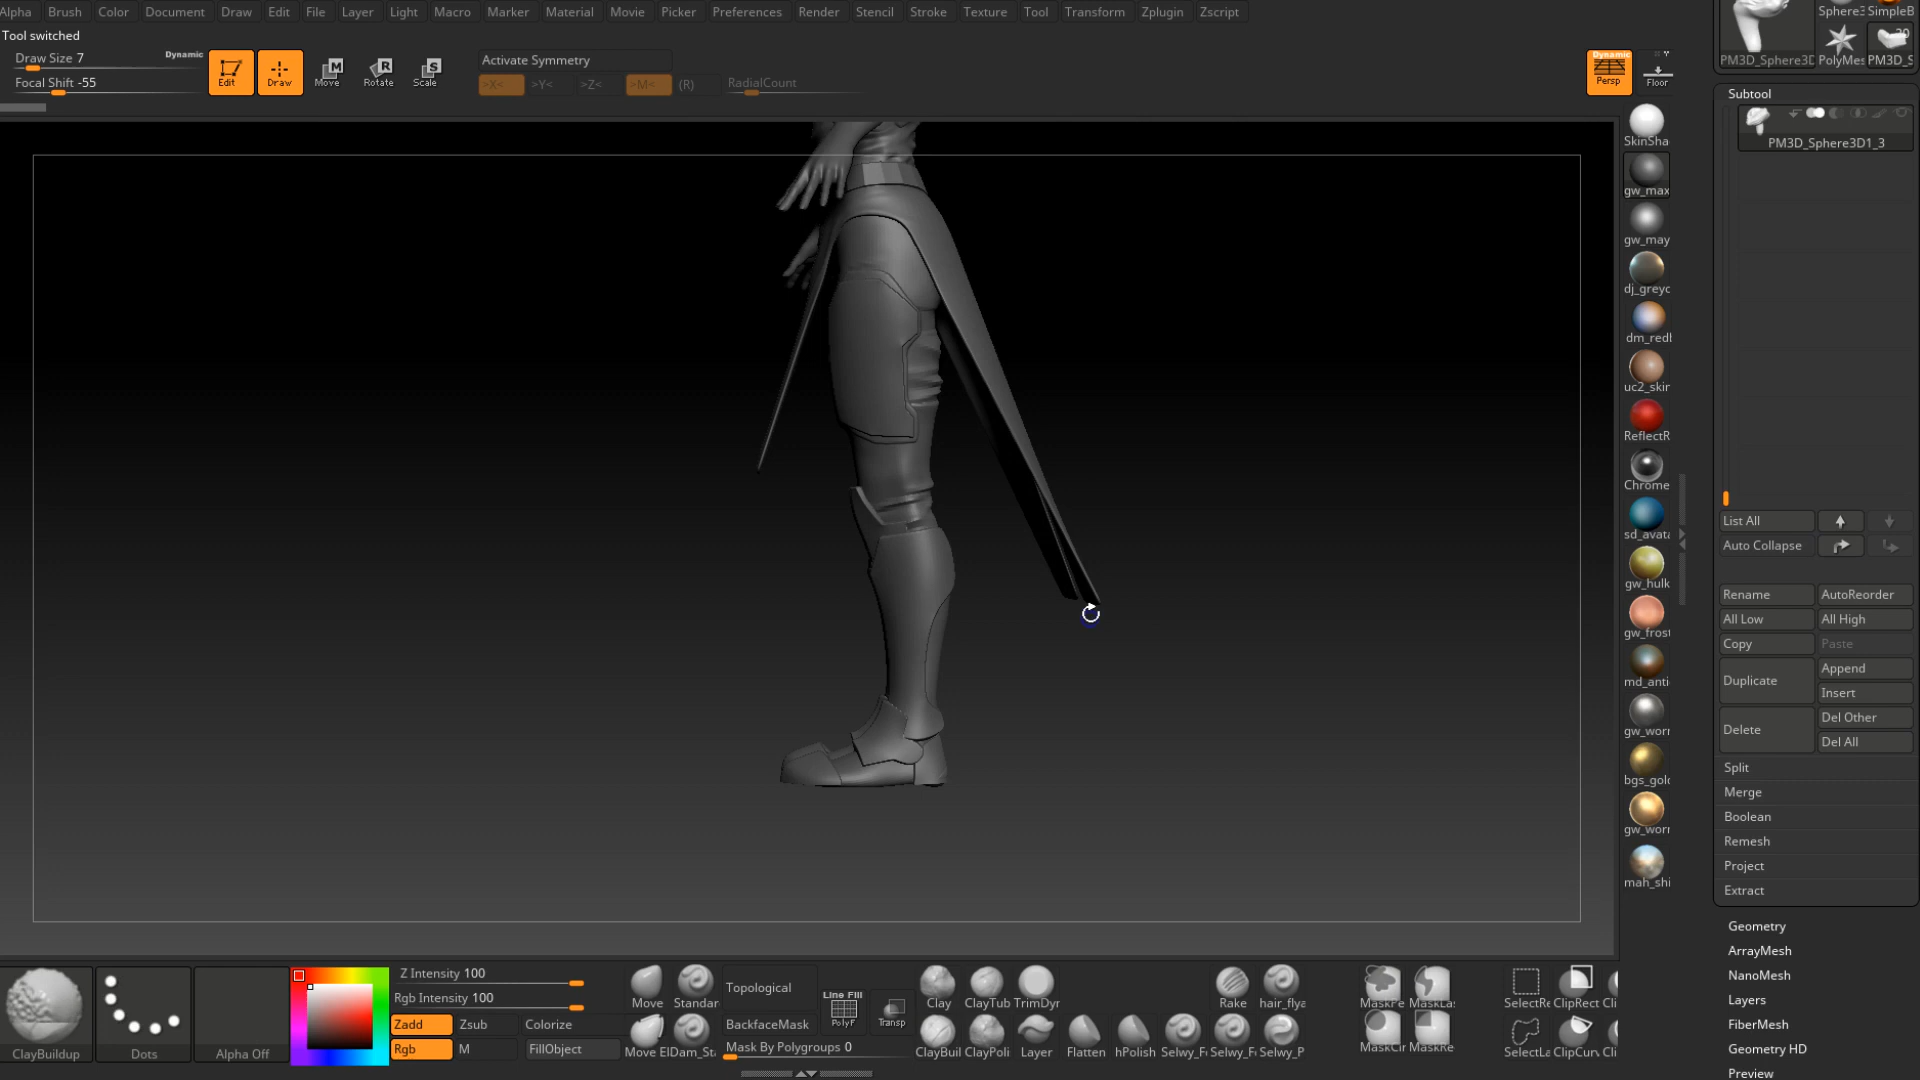 Alpha Brush Color Document Draw Edit File Layer Light Macro Marker Material Movie Picker Preferences Render Stencil Stroke Texture Tool Transform Zplugin Zscript
Tool switched
Draw Size 7 Dynamic
Focal Shift -55
Edit Draw Move Rotate Scale
Activate Symmetry
>X< >Y< >Z< >M< (R) RadialCount
Dynamic
Persp Floor
Sphere3 SimpleB
PM3D_Sphere3D PolyMes PM3D_S
20
Subtool
PM3D_Sphere3D1_3
SkinSha
gw_max
gw_may
dj_greyc
dm_redl
uc2_skir
ReflectR
Chrome
sd_avata
gw_hulk
gw_frost
md_anti
gw_worr
bgs_gold
gw_worr
mah_shi
List All
Auto Collapse
Rename AutoReorder
All Low All High
Copy Paste
Duplicate Append
Insert
Delete Del Other
Del All
Split
Merge
Boolean
Remesh
Project
Extract
Geometry
ArrayMesh
NanoMesh
Layers
FiberMesh
Geometry HD
Preview
ClayBuildup Dots Alpha Off
Z Intensity 100
Rgb Intensity 100
Zadd Zsub Colorize
Rgb M FillObject
Move Standar
Move El Dam_St
Topological
BackfaceMask
Mask By Polygroups 0
Line Fill
PolyF Transp
Clay ClayTub TrimDyr Rake hair_flya
ClayBuil ClayPoli Layer Flatten hPolish Selwy_F Selwy_F Selwy_P
MaskPe MaskLa
MaskCir MaskRe
SelectRe ClipRect Cli
SelectLa ClipCurv Cli